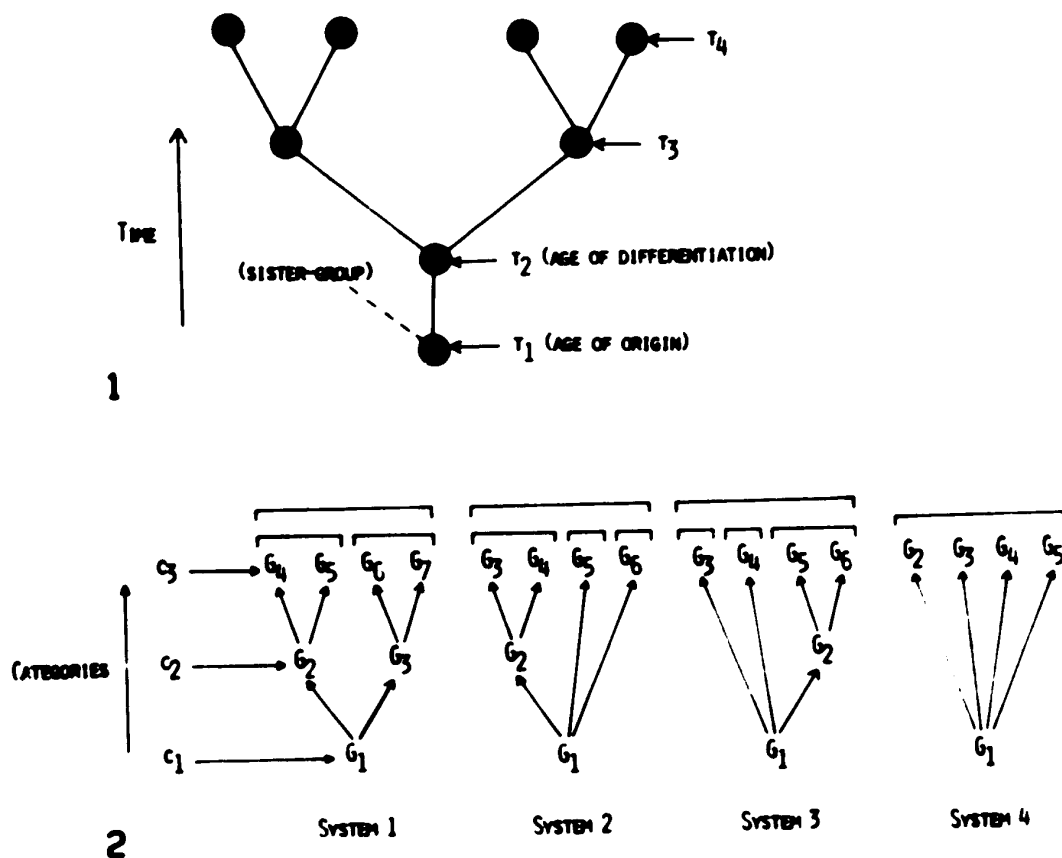 T4
T3
TIME
T2 (AGE OF DIFFERENTIATION)
(SISTER-GROUP)
T1 (AGE OF ORIGIN)
1
C3 G4 G5 G6 G7 G3 G4 G5 G6 G3 G4 G5 G6 G2 G3 G4 G5
CATEGORIES C2 G2 G3 G2 G2
C1 G1 G1 G1 G1
SYSTEM 1 SYSTEM 2 SYSTEM 3 SYSTEM 4
2